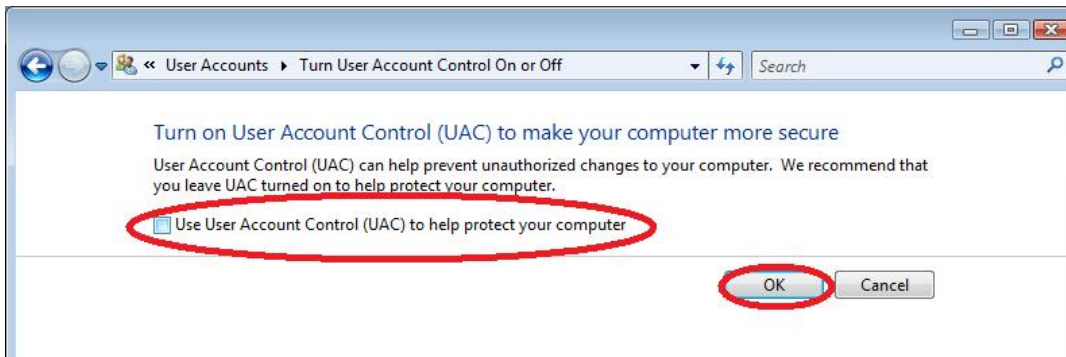 « User Accounts ▸ Turn User Account Control On or Off
Search
Turn on User Account Control (UAC) to make your computer more secure
User Account Control (UAC) can help prevent unauthorized changes to your computer. We recommend that
you leave UAC turned on to help protect your computer.
Use User Account Control (UAC) to help protect your computer
OK
Cancel